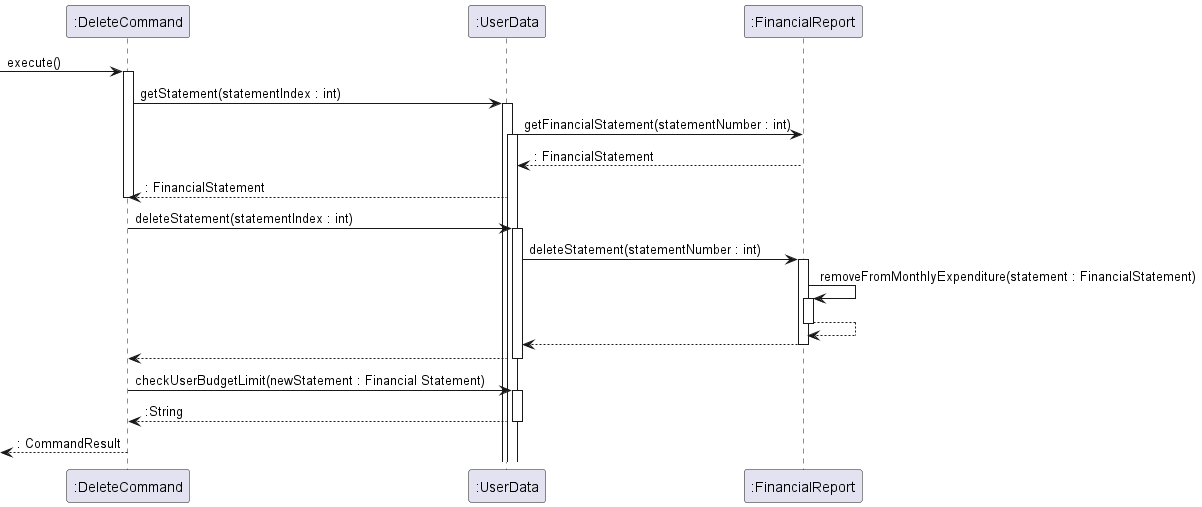 :DeleteCommand
:UserData
:FinancialReport
execute()
getStatement(statementIndex : int)
getFinancialStatement(statementNumber : int)
: FinancialStatement
: FinancialStatement
deleteStatement(statementIndex : int)
deleteStatement(statementNumber : int)
removeFromMonthlyExpenditure(statement : FinancialStatement)
checkUserBudgetLimit(newStatement : Financial Statement)
:String
: CommandResult
:DeleteCommand
:UserData
:FinancialReport